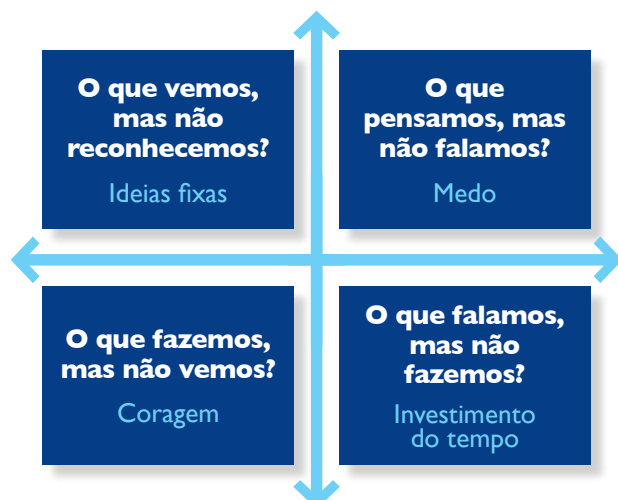 O que vemos,
mas não
reconhecemos?
Ideias fixas
O que
pensamos, mas
não falamos?
Medo
O que fazemos,
mas não vemos?
Coragem
O que falamos,
mas não
fazemos?
Investimento
do tempo